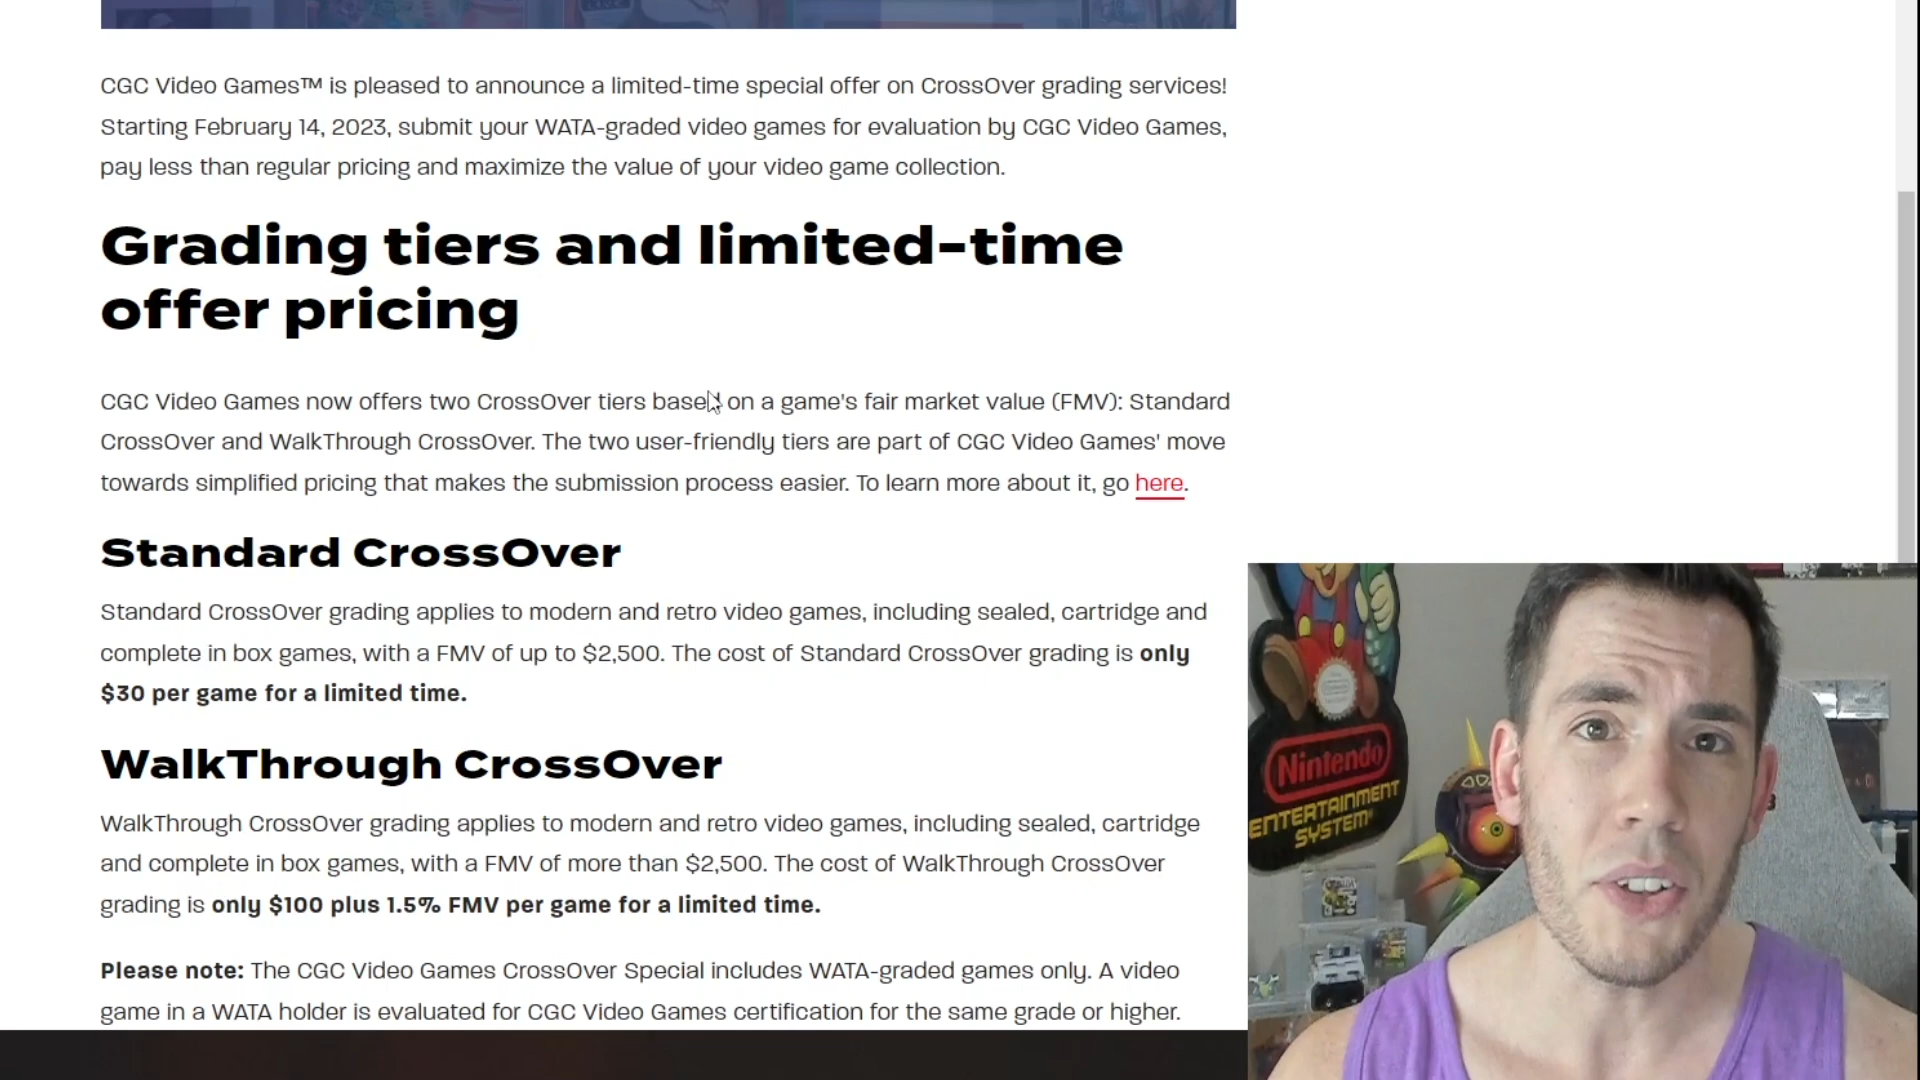 CGC Video Games™ is pleased to announce a limited-time special offer on CrossOver grading services!
Starting February 14, 2023, submit your WATA-graded video games for evaluation by CGC Video Games,
pay less than regular pricing and maximize the value of your video game collection.
Grading tiers and limited-time
offer pricing
CGC Video Games now offers two CrossOver tiers based on a game's fair market value (FMV): Standard
CrossOver and WalkThrough CrossOver. The two user-friendly tiers are part of CGC Video Games' move
towards simplified pricing that makes the submission process easier. To learn more about it, go here.
Standard CrossOver
Standard CrossOver grading applies to modern and retro video games, including sealed, cartridge and
complete in box games, with a FMV of up to $2,500. The cost of Standard CrossOver grading is only
$30 per game for a limited time.
WalkThrough CrossOver
WalkThrough CrossOver grading applies to modern and retro video games, including sealed, cartridge
and complete in box games, with a FMV of more than $2,500. The cost of WalkThrough CrossOver
grading is only $100 plus 1.5% FMV per game for a limited time.
Please note: The CGC Video Games CrossOver Special includes WATA-graded games only. A video
game in a WATA holder is evaluated for CGC Video Games certification for the same grade or higher.
Nintendo
ENTERTAINMENT
SYSTEM